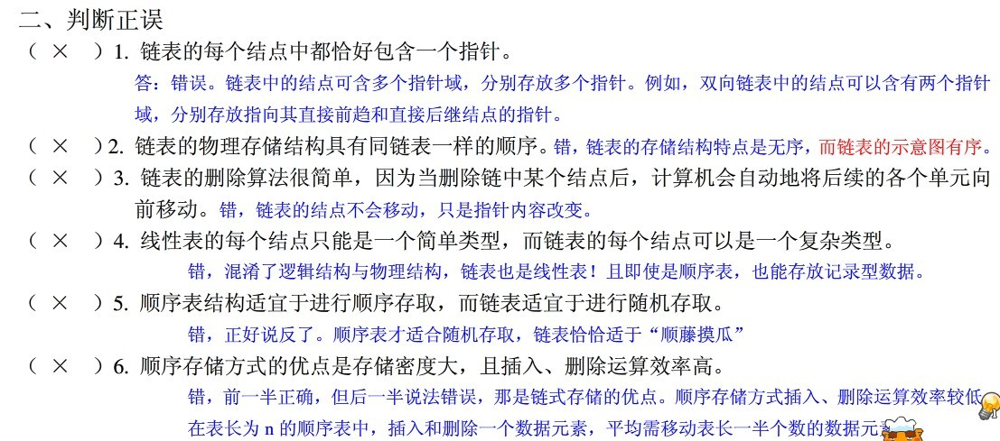 二、判断正误
（ × ）1. 链表的每个结点中都恰好包含一个指针。
答：错误。链表中的结点可含多个指针域，分别存放多个指针。例如，双向链表中的结点可以含有两个指针
域，分别存放指向其直接前趋和直接后继结点的指针。
（ × ）2. 链表的物理存储结构具有同链表一样的顺序。错，链表的存储结构特点是无序，而链表的示意图有序。
（ × ）3. 链表的删除算法很简单，因为当删除链中某个结点后，计算机会自动地将后续的各个单元向
前移动。错，链表的结点不会移动，只是指针内容改变。
（ × ）4. 线性表的每个结点只能是一个简单类型，而链表的每个结点可以是一个复杂类型。
错，混淆了逻辑结构与物理结构，链表也是线性表！且即使是顺序表，也能存放记录型数据。
（ × ）5. 顺序表结构适宜于进行顺序存取，而链表适宜于进行随机存取。
错，正好说反了。顺序表才适合随机存取，链表恰恰适于“顺藤摸瓜”
（ × ）6. 顺序存储方式的优点是存储密度大，且插入、删除运算效率高。
错，前一半正确，但后一半说法错误，那是链式存储的优点。顺序存储方式插入、删除运算效率较低
在表长为 n 的顺序表中，插入和删除一个数据元素，平均需移动表长一半个数的数据元